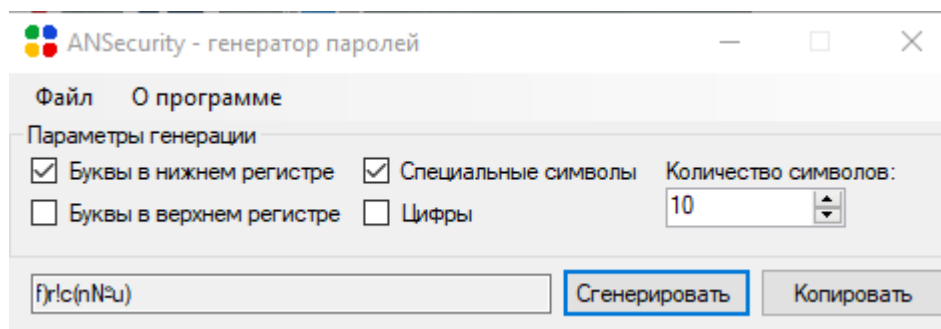 ANSecurity - генератор паролей
Файл О программе
Параметры генерации
Буквы в нижнем регистре Специальные символы Количество символов:
Буквы в верхнем регистре Цифры 10
f)r!c(n№u) Сгенерировать Копировать